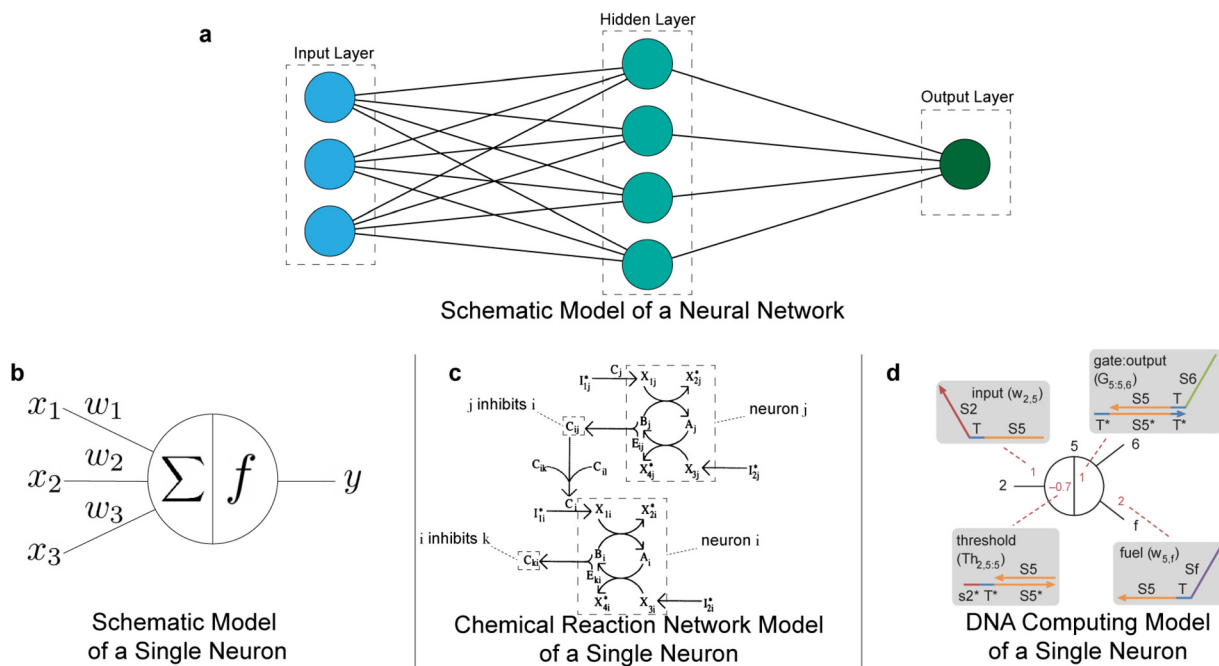 a
Input Layer
Hidden Layer
Output Layer
Schematic Model of a Neural Network
b
x1
w1
x2
w2
x3
w3
∑ f
y
Schematic Model
of a Single Neuron
c
I*1j
Cj
X1j
X*2j
j inhibits i
Cij
Bj
Aj
Eij
neuron j
X*4j
X3j
I*2j
Cik
Cil
Ci
I*1i
X1i
X*2i
i inhibits k
Cki
Bi
Ai
Eki
neuron i
X*4i
X3i
I*2i
Chemical Reaction Network Model
of a Single Neuron
d
input (w2,5)
S2
T
S5
gate:output
(G5:5,6)
S6
S5
T
T*
S5*
T*
5
6
2
1
−0.7
1
2
f
threshold
(Th2,5:5)
S5
s2*
T*
S5*
fuel (w5,f)
Sf
S5
T
DNA Computing Model
of a Single Neuron